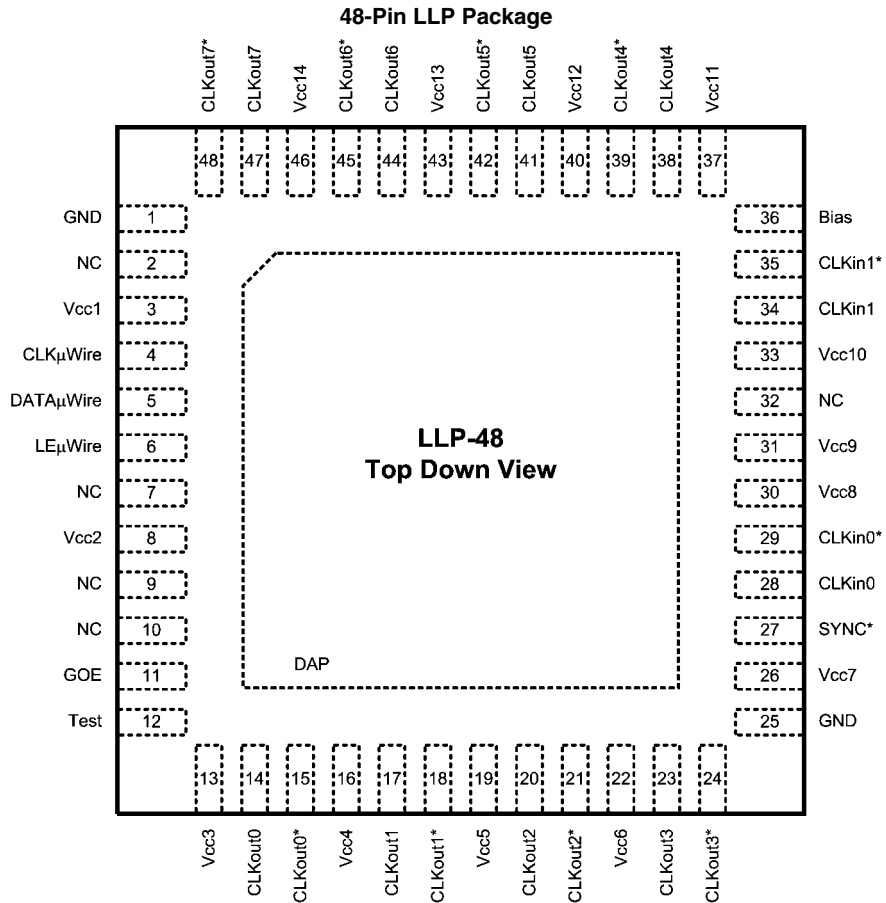 48-Pin LLP Package
CLKout7*
CLKout7
Vcc14
CLKout6*
CLKout6
Vcc13
CLKout5*
CLKout5
Vcc12
CLKout4*
CLKout4
Vcc11
48 47 46 45 44 43 42 41 40 39 38 37
GND 1
NC 2
Vcc1 3
CLKμWire 4
DATAμWire 5
LEμWire 6
NC 7
Vcc2 8
NC 9
NC 10
GOE 11
Test 12
36 Bias
35 CLKin1*
34 CLKin1
33 Vcc10
32 NC
31 Vcc9
30 Vcc8
29 CLKin0*
28 CLKin0
27 SYNC*
26 Vcc7
25 GND
LLP-48
Top Down View
DAP
13 14 15 16 17 18 19 20 21 22 23 24
Vcc3
CLKout0
CLKout0*
Vcc4
CLKout1
CLKout1*
Vcc5
CLKout2
CLKout2*
Vcc6
CLKout3
CLKout3*